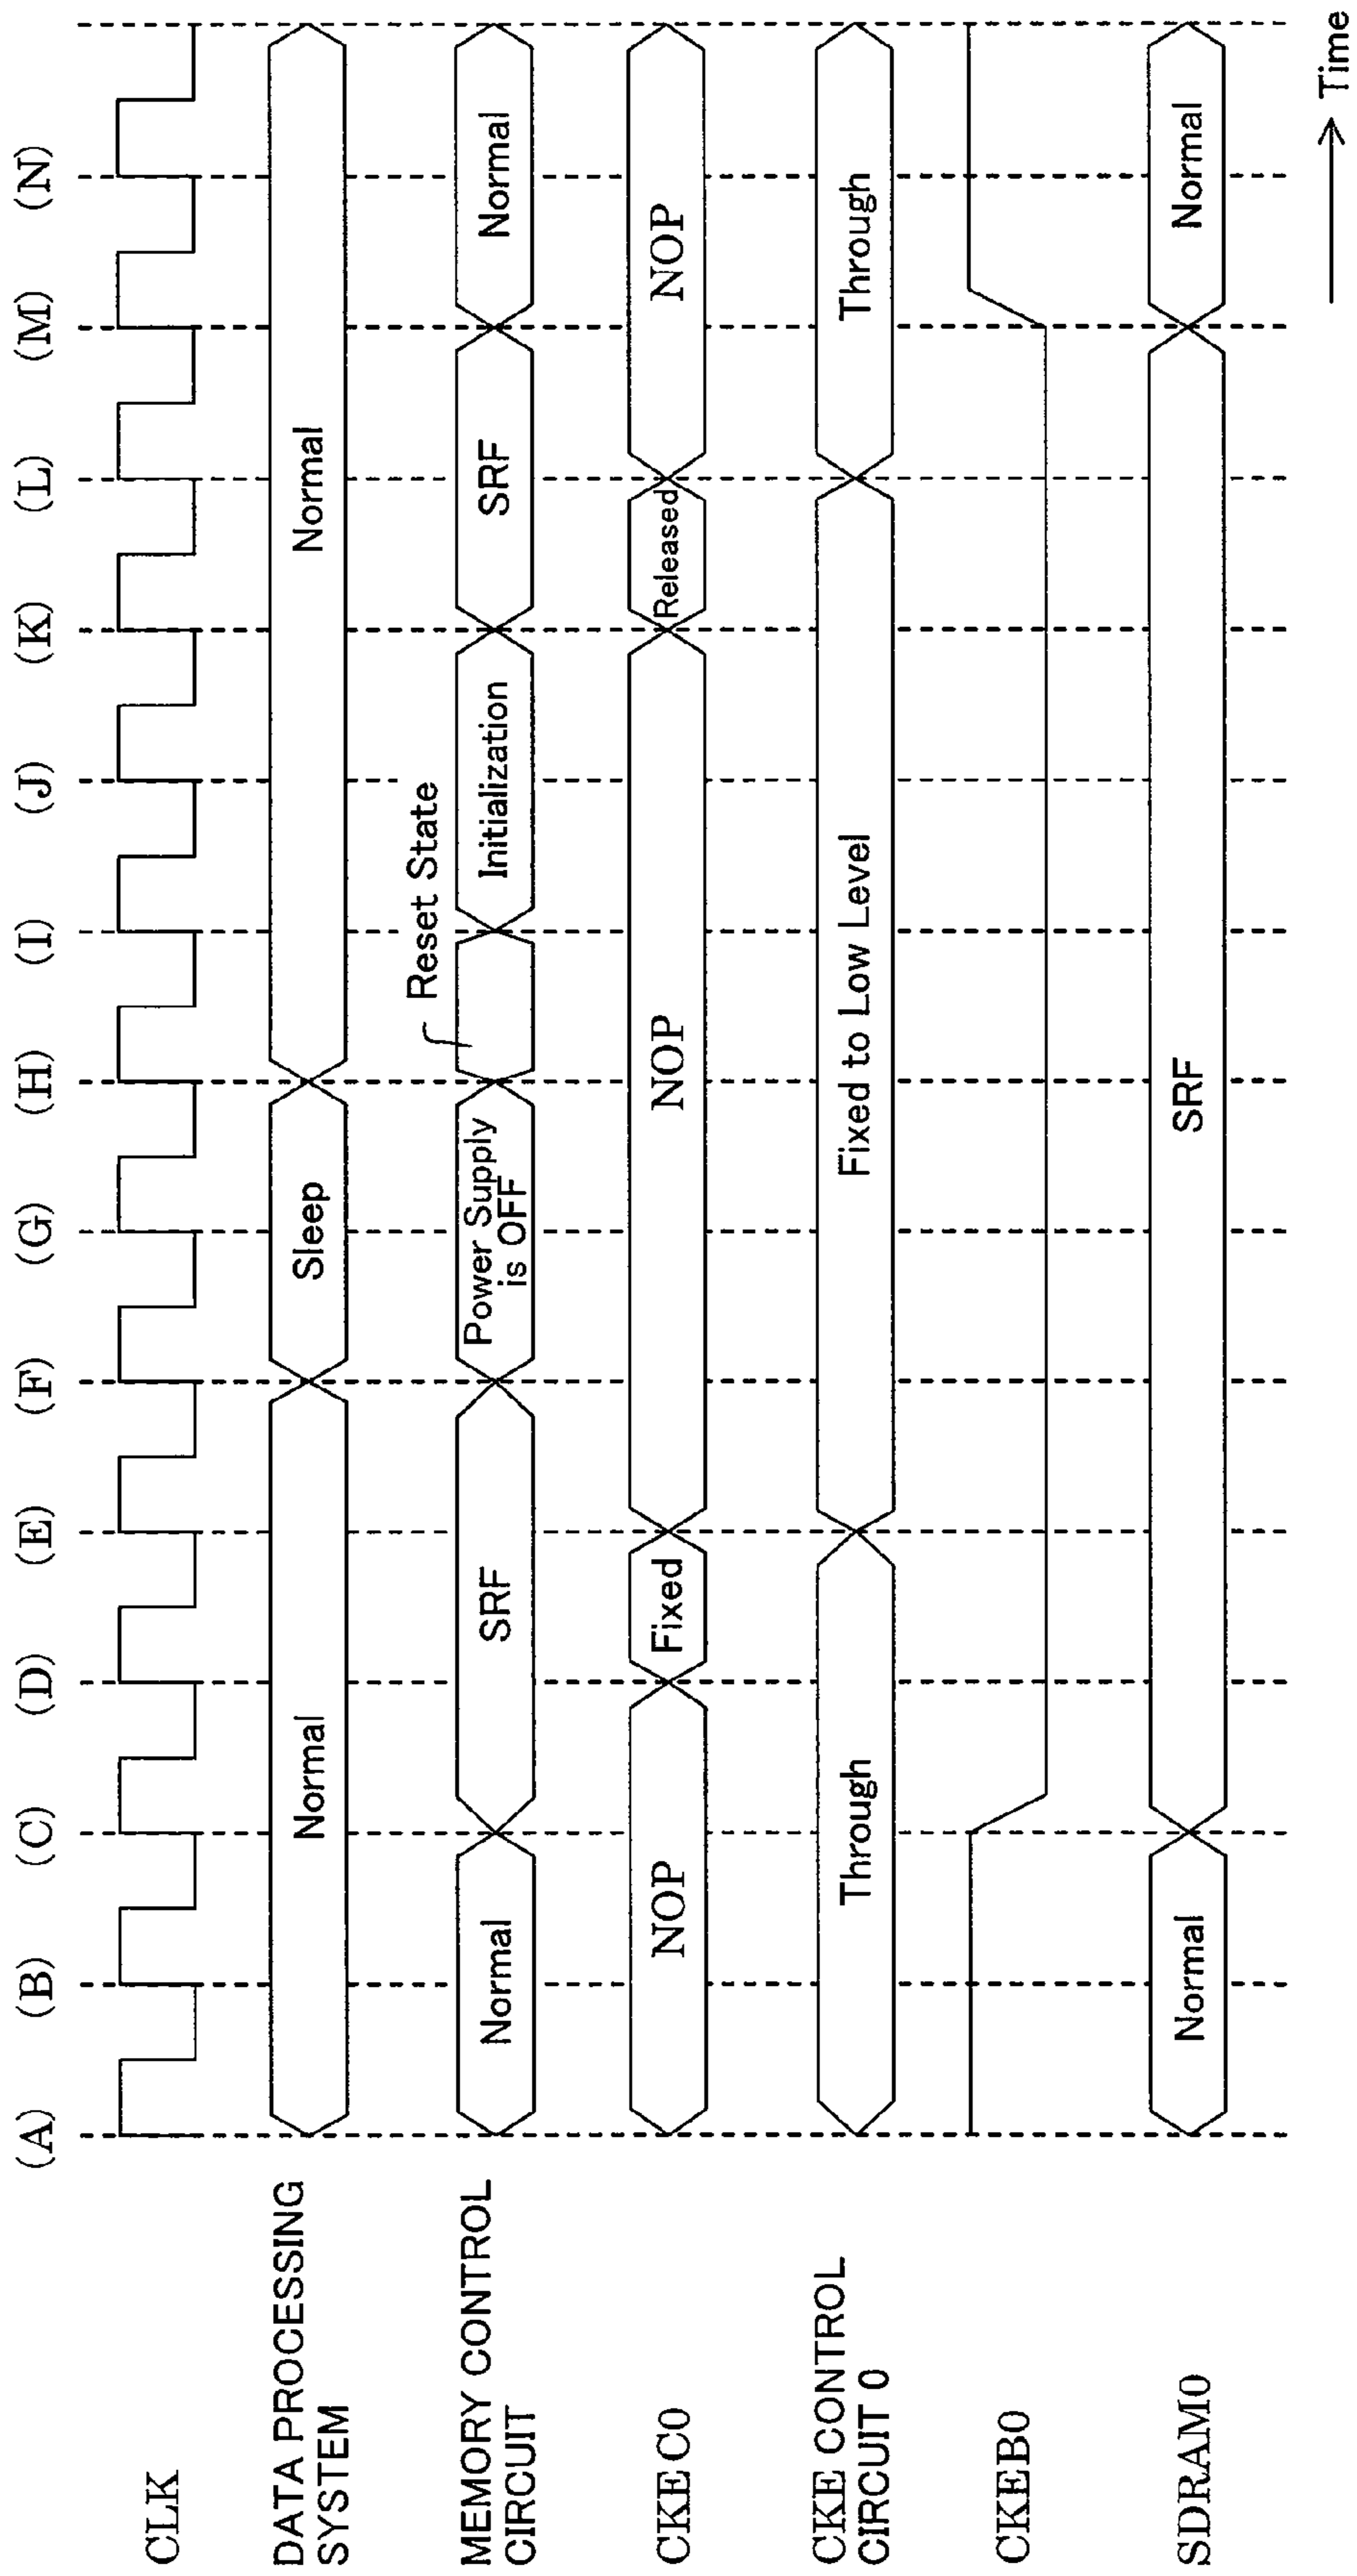 (A) (B) (C) (D) (E) (F) (G) (H) (I) (J) (K) (L) (M) (N)
CLK
DATA PROCESSING
SYSTEM
Normal Sleep Normal
MEMORY CONTROL
CIRCUIT
Normal SRF Power Supply
is OFF
Reset State
Initialization SRF Normal
CKE C0
NOP Fixed NOP Released NOP
CKE CONTROL
CIRCUIT 0
Through Fixed to Low Level Through
CKEB0
SDRAM0
Normal SRF Normal
Time